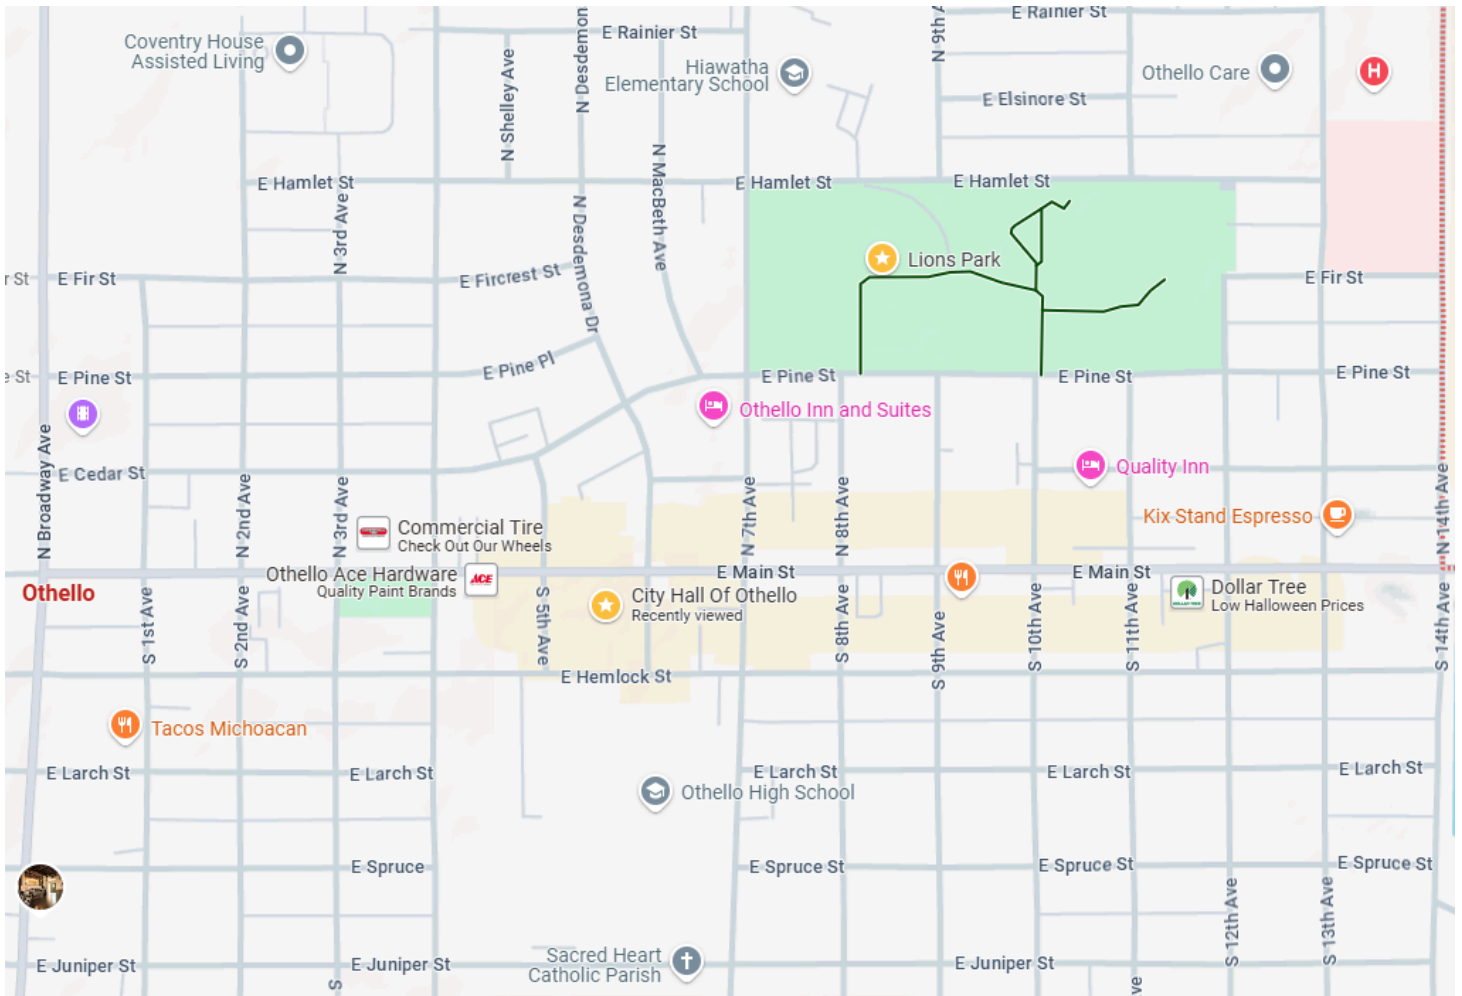 E Rainier St
E Rainier St
N 9th A
N Desdemon
Coventry House
Assisted Living
N Shelley Ave
Hiawatha
Elementary School
Othello Care
H
E Elsinore St
E Hamlet St
E Hamlet St
E Hamlet St
N 3rd Ave
N Desdemona Dr
N MacBeth Ave
Lions Park
r St
E Fir St
E Fircrest St
E Fir St
E Pine Pl
e St
E Pine St
E Pine St
E Pine St
E Pine St
Othello Inn and Suites
N Broadway Ave
E Cedar St
Quality Inn
N 2nd Ave
N 3rd Ave
N 7th Ave
N 8th Ave
N 14th Ave
Kix Stand Espresso
Commercial Tire
Check Out Our Wheels
Othello Ace Hardware
Quality Paint Brands
ACE
E Main St
E Main St
Othello
City Hall Of Othello
Recently viewed
Dollar Tree
Low Halloween Prices
DOLLAR TREE
S 1st Ave
S 2nd Ave
S 5th Ave
S 8th Ave
S 9th Ave
S 10th Ave
S 11th Ave
S 14th Ave
E Hemlock St
Tacos Michoacan
E Larch St
E Larch St
E Larch St
E Larch St
E Larch St
Othello High School
E Spruce
E Spruce St
E Spruce St
E Spruce St
S 12th Ave
S 13th Ave
Sacred Heart
Catholic Parish
E Juniper St
E Juniper St
E Juniper St
S
ve